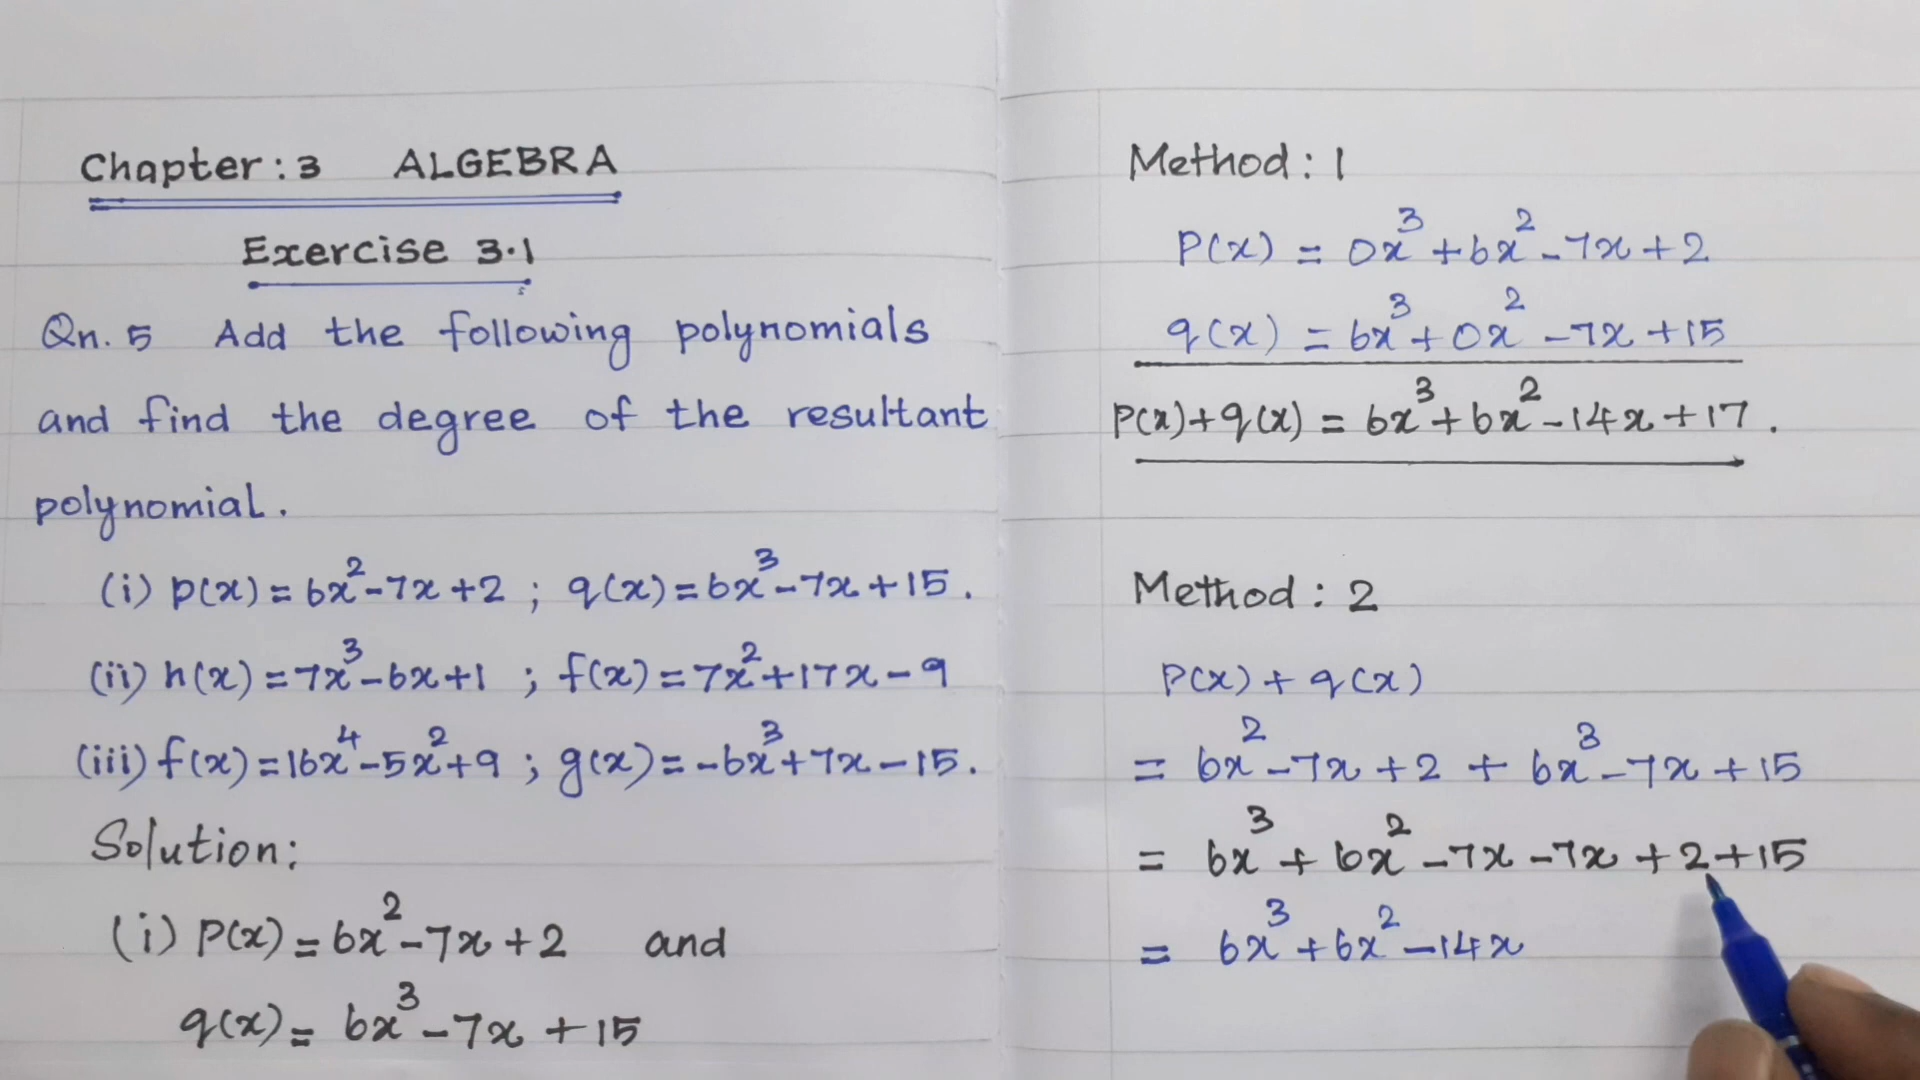 Chapter : 3 ALGEBRA
Exercise 3.1
Qn. 5 Add the following polynomials
and find the degree of the resultant
polynomial.
(i) p(x) = 6x² - 7x + 2 ; q(x) = 6x³ - 7x + 15.
(ii) h(x) = 7x³ - 6x + 1 ; f(x) = 7x² + 17x - 9
(iii) f(x) = 16x⁴ - 5x² + 9 ; g(x) = -6x³ + 7x - 15.
Solution:
(i) P(x) = 6x² - 7x + 2 and
q(x) = 6x³ - 7x + 15
Method : 1
P(x) = 0x³ + 6x² - 7x + 2
q(x) = 6x³ + 0x² - 7x + 15
P(x) + q(x) = 6x³ + 6x² - 14x + 17.
Method : 2
P(x) + q(x)
= 6x² - 7x + 2 + 6x³ - 7x + 15
= 6x³ + 6x² - 7x - 7x + 2 + 15
= 6x³ + 6x² - 14x